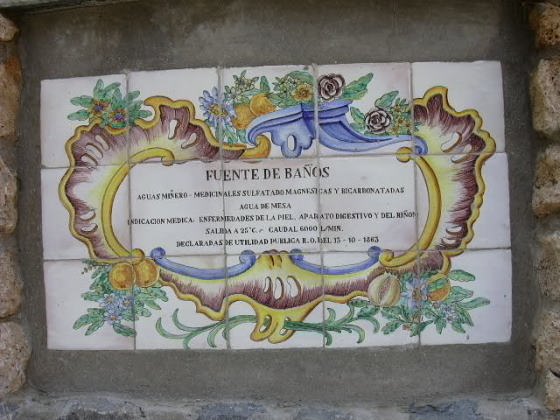 FUENTE DE BAÑOS
AGUAS MIÑERO - MEDICINALES SULFATADO MAGNESICAS Y BICARBONATADAS
AGUA DE MESA
INDICACION MEDICA: ENFERMEDADES DE LA PIEL, APARATO DIGESTIVO Y DEL RIÑON
SALIDA A 25°C. - CAUDAL 6000 L/MIN.
DECLARADAS DE UTILIDAD PUBLICA R.O. DEL 15 - 10 - 1863